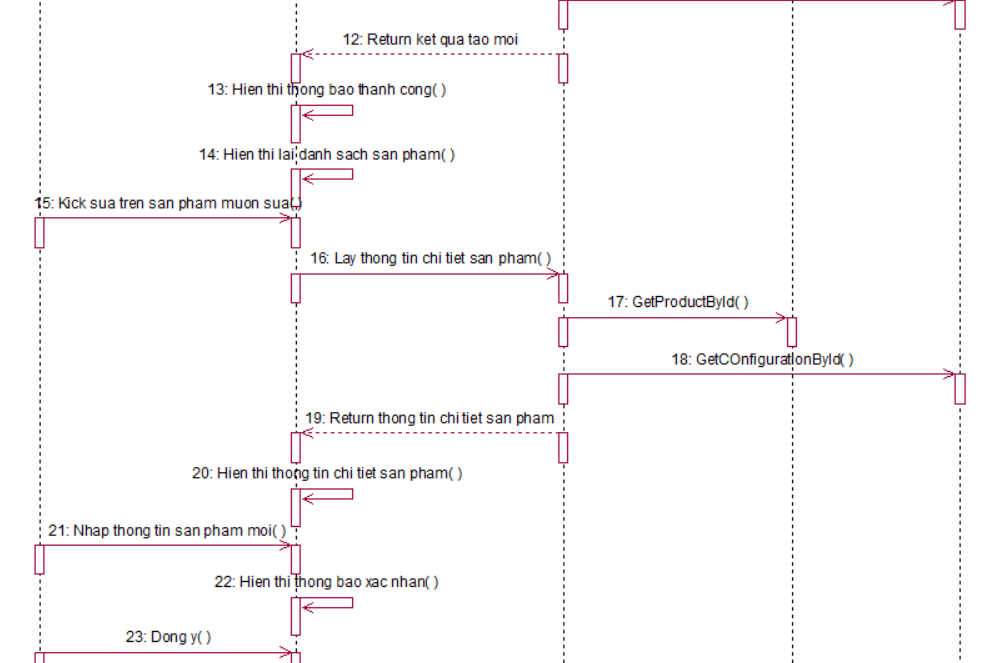 12: Return ket qua tao moi
13: Hien thi thong bao thanh cong( )
14: Hien thi lai danh sach san pham( )
15: Kick sua tren san pham muon sua( )
16: Lay thong tin chi tiet san pham( )
17: GetProductById( )
18: GetCOnfigurationById( )
19: Return thong tin chi tiet san pham
20: Hien thi thong tin chi tiet san pham( )
21: Nhap thong tin san pham moi( )
22: Hien thi thong bao xac nhan( )
23: Dong y( )